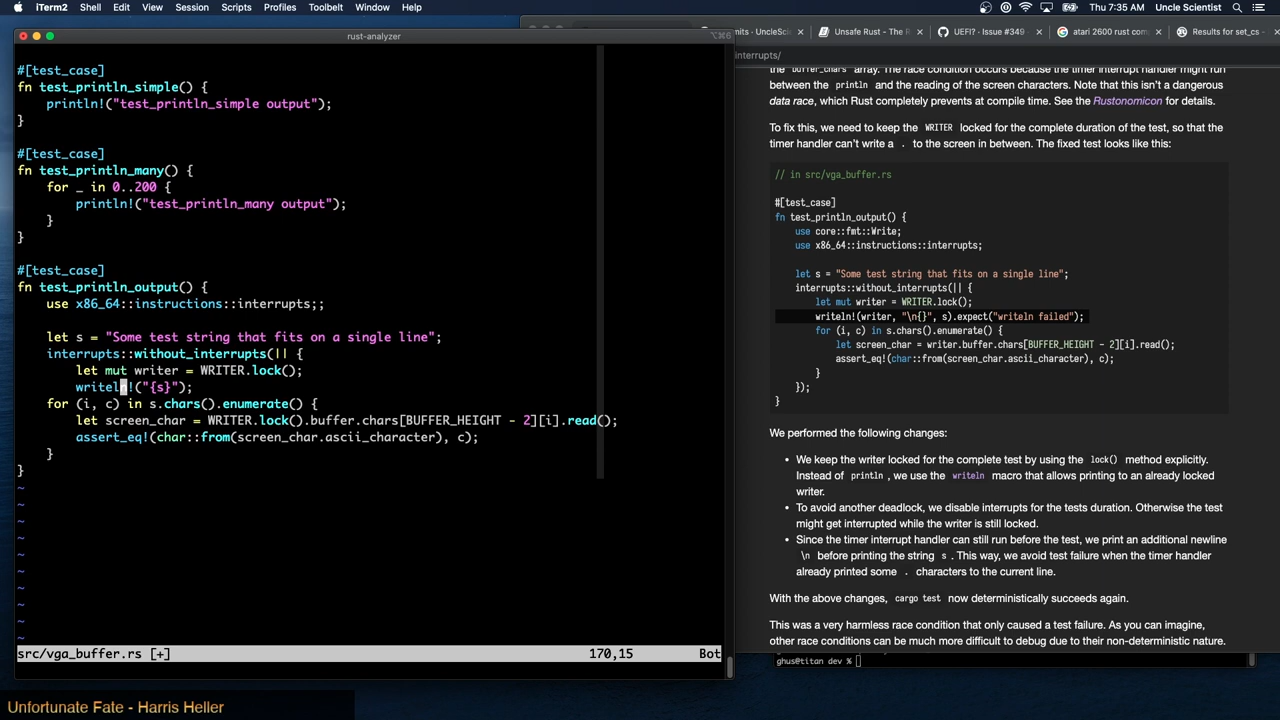 iTerm2 Shell Edit View Session Scripts Profiles Toolbelt Window Help
Thu 7:35 AM Uncle Scientist
rust-analyzer
⌥⌘6
mits · UncleSci
Unsafe Rust - The R
UEFI? · Issue #349
atari 2600 rust com
Results for set_cs -
interrupts/
#[test_case]
fn test_println_simple() {
println!("test_println_simple output");
}
#[test_case]
fn test_println_many() {
for _ in 0..200 {
println!("test_println_many output");
}
}
#[test_case]
fn test_println_output() {
use x86_64::instructions::interrupts;;
let s = "Some test string that fits on a single line";
interrupts::without_interrupts(|| {
let mut writer = WRITER.lock();
writeln!("{s}");
for (i, c) in s.chars().enumerate() {
let screen_char = WRITER.lock().buffer.chars[BUFFER_HEIGHT - 2][i].read();
assert_eq!(char::from(screen_char.ascii_character), c);
}
}
~
~
~
~
~
~
~
~
~
~
src/vga_buffer.rs [+] 170,15 Bot
the buffer_chars array. The race condition occurs because the timer interrupt handler might run
between the println and the reading of the screen characters. Note that this isn't a dangerous
data race, which Rust completely prevents at compile time. See the Rustonomicon for details.
To fix this, we need to keep the WRITER locked for the complete duration of the test, so that the
timer handler can't write a . to the screen in between. The fixed test looks like this:
// in src/vga_buffer.rs
#[test_case]
fn test_println_output() {
use core::fmt::Write;
use x86_64::instructions::interrupts;
let s = "Some test string that fits on a single line";
interrupts::without_interrupts(|| {
let mut writer = WRITER.lock();
writeln!(writer, "\n{}", s).expect("writeln failed");
for (i, c) in s.chars().enumerate() {
let screen_char = writer.buffer.chars[BUFFER_HEIGHT - 2][i].read();
assert_eq!(char::from(screen_char.ascii_character), c);
}
});
}
We performed the following changes:
• We keep the writer locked for the complete test by using the lock() method explicitly.
Instead of println, we use the writeln macro that allows printing to an already locked
writer.
• To avoid another deadlock, we disable interrupts for the tests duration. Otherwise the test
might get interrupted while the writer is still locked.
• Since the timer interrupt handler can still run before the test, we print an additional newline
\n before printing the string s. This way, we avoid test failure when the timer handler
already printed some . characters to the current line.
With the above changes, cargo test now deterministically succeeds again.
This was a very harmless race condition that only caused a test failure. As you can imagine,
other race conditions can be much more difficult to debug due to their non-deterministic nature.
ghus@titan dev %
Unfortunate Fate - Harris Heller